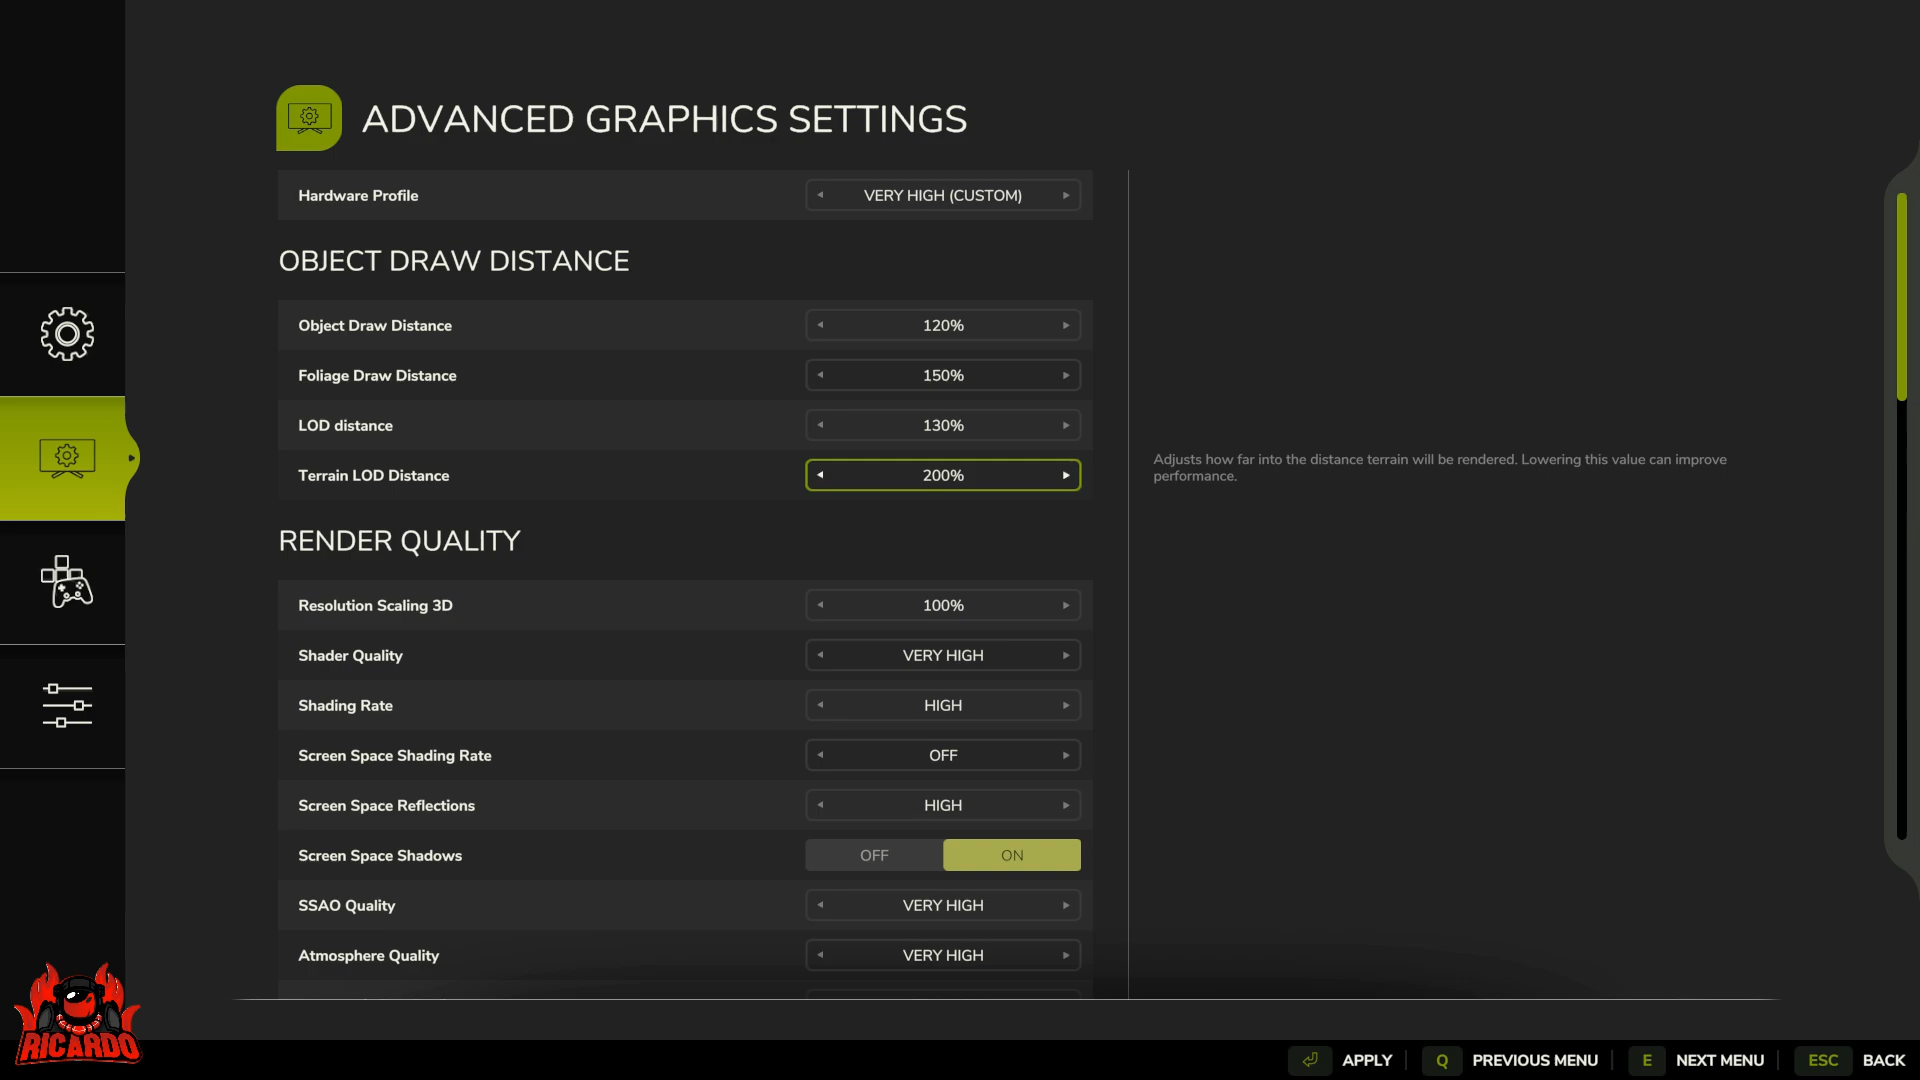 ADVANCED GRAPHICS SETTINGS
Hardware Profile VERY HIGH (CUSTOM)
OBJECT DRAW DISTANCE
Object Draw Distance 120%
Foliage Draw Distance 150%
LOD distance 130%
Terrain LOD Distance 200%
Adjusts how far into the distance terrain will be rendered. Lowering this value can improve
performance.
RENDER QUALITY
Resolution Scaling 3D 100%
Shader Quality VERY HIGH
Shading Rate HIGH
Screen Space Shading Rate OFF
Screen Space Reflections HIGH
Screen Space Shadows OFF ON
SSAO Quality VERY HIGH
Atmosphere Quality VERY HIGH
RICARDO
APPLY Q PREVIOUS MENU E NEXT MENU ESC BACK